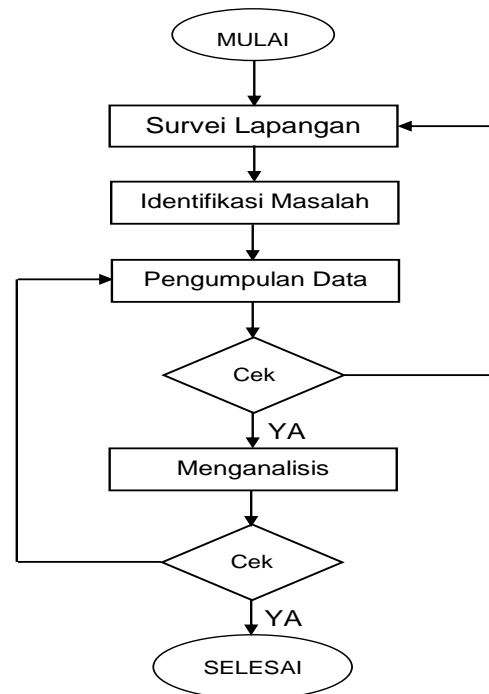 MULAI
Survei Lapangan
Identifikasi Masalah
Pengumpulan Data
Cek
YA
Menganalisis
Cek
YA
SELESAI